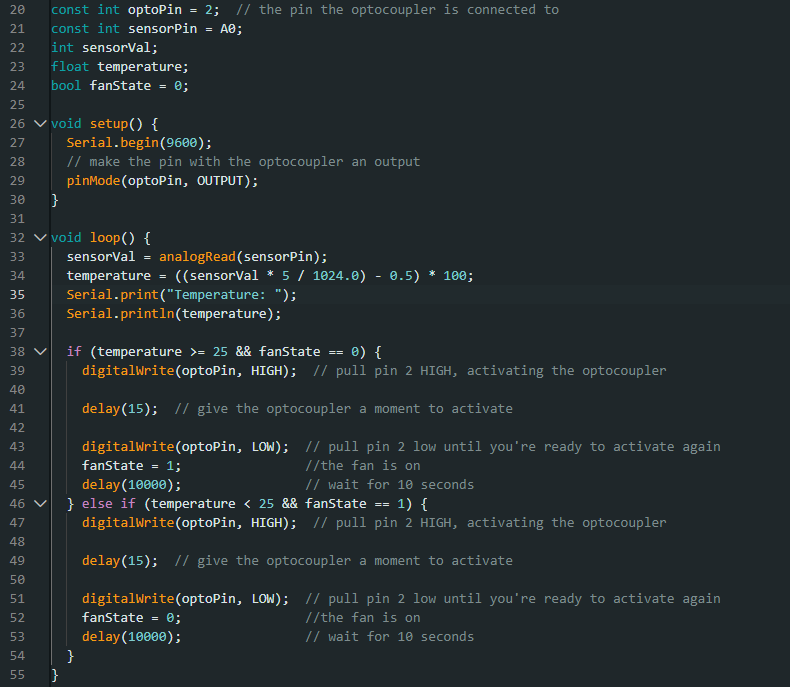 20 const int optoPin = 2;  // the pin the optocoupler is connected to
21 const int sensorPin = A0;
22 int sensorVal;
23 float temperature;
24 bool fanState = 0;
25
26 void setup() {
27   Serial.begin(9600);
28   // make the pin with the optocoupler an output
29   pinMode(optoPin, OUTPUT);
30 }
31
32 void loop() {
33   sensorVal = analogRead(sensorPin);
34   temperature = ((sensorVal * 5 / 1024.0) - 0.5) * 100;
35   Serial.print("Temperature: ");
36   Serial.println(temperature);
37
38   if (temperature >= 25 && fanState == 0) {
39     digitalWrite(optoPin, HIGH);  // pull pin 2 HIGH, activating the optocoupler
40
41     delay(15);  // give the optocoupler a moment to activate
42
43     digitalWrite(optoPin, LOW);  // pull pin 2 low until you're ready to activate again
44     fanState = 1;                //the fan is on
45     delay(10000);                // wait for 10 seconds
46   } else if (temperature < 25 && fanState == 1) {
47     digitalWrite(optoPin, HIGH);  // pull pin 2 HIGH, activating the optocoupler
48
49     delay(15);  // give the optocoupler a moment to activate
50
51     digitalWrite(optoPin, LOW);  // pull pin 2 low until you're ready to activate again
52     fanState = 0;                //the fan is on
53     delay(10000);                // wait for 10 seconds
54   }
55 }